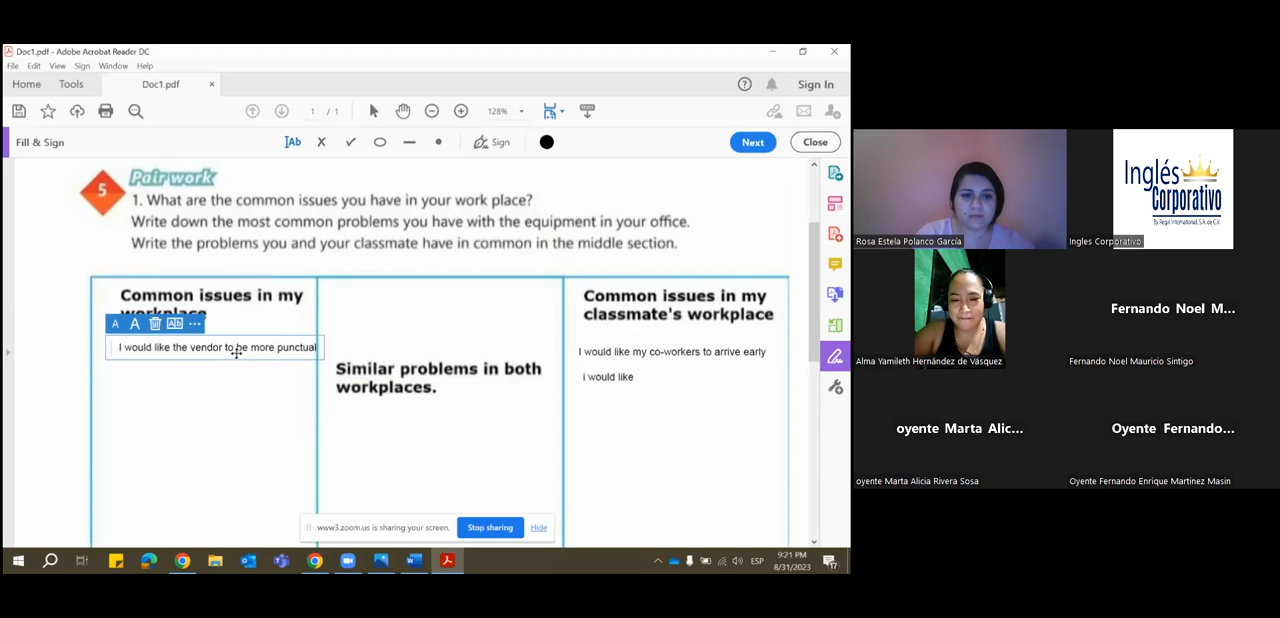 Doc1.pdf - Adobe Acrobat Reader DC
File Edit View Sign Window Help
Home Tools Doc1.pdf × Sign In
1 / 1 128%
Fill & Sign Ab Sign Next Close
5 Pair work
1. What are the common issues you have in your work place?
Write down the most common problems you have with the equipment in your office.
Write the problems you and your classmate have in common in the middle section.
Common issues in my
workplace
A A Ab
I would like the vendor to be more punctual
Similar problems in both
workplaces.
Common issues in my
classmate's workplace
I would like my co-workers to arrive early
i would like
www3.zoom.us is sharing your screen. Stop sharing Hide
ESP
9:21 PM
8/31/2023
17
Rosa Estela Polanco García
Inglés
Corporativo
By Regal International, S.A. de C.V.
Ingles Corporativo
Alma Yamileth Hernández de Vásquez
Fernando Noel M...
Fernando Noel Mauricio Sintigo
oyente Marta Alic...
oyente Marta Alicia Rivera Sosa
Oyente Fernando...
Oyente Fernando Enrique Martinez Masin